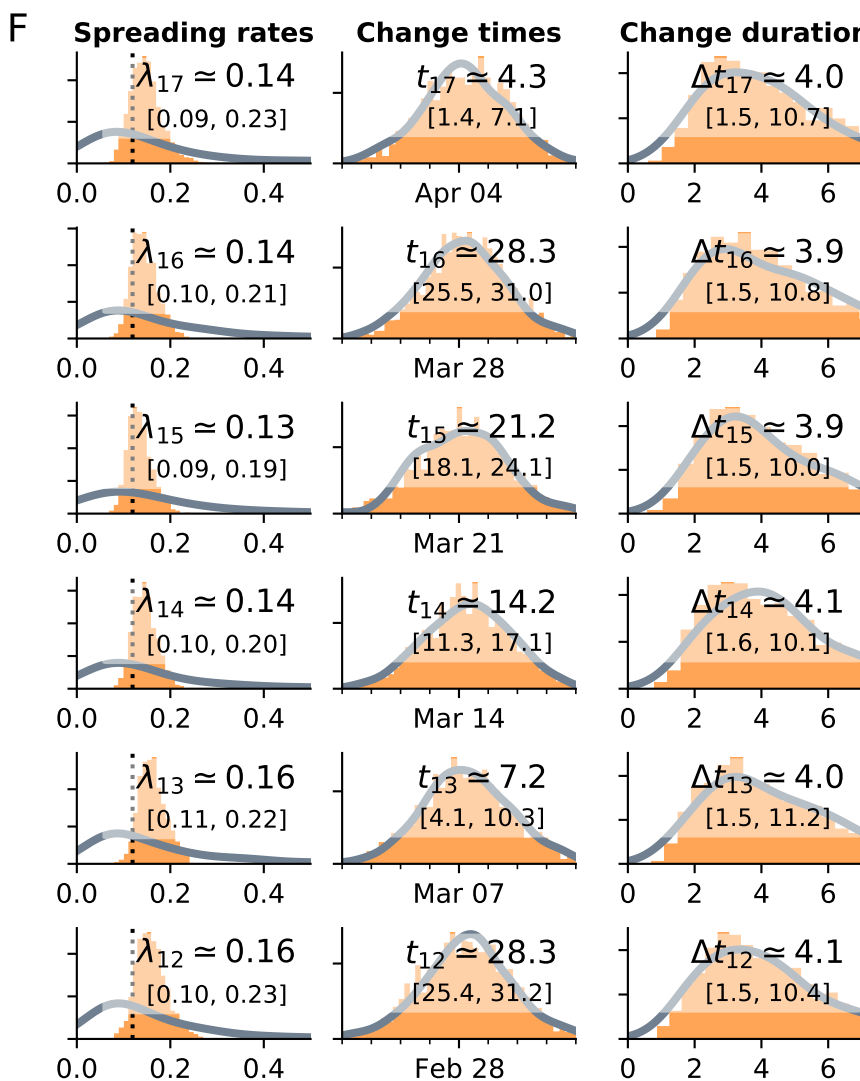 F
Spreading rates Change times Change duration
λ17 ≃ 0.14 t17 ≃ 4.3 Δt17 ≃ 4.0
[0.09, 0.23] [1.4, 7.1] [1.5, 10.7]
0.0 0.2 0.4 Apr 04 0 2 4 6
λ16 ≃ 0.14 t16 ≃ 28.3 Δt16 ≃ 3.9
[0.10, 0.21] [25.5, 31.0] [1.5, 10.8]
0.0 0.2 0.4 Mar 28 0 2 4 6
λ15 ≃ 0.13 t15 ≃ 21.2 Δt15 ≃ 3.9
[0.09, 0.19] [18.1, 24.1] [1.5, 10.0]
0.0 0.2 0.4 Mar 21 0 2 4 6
λ14 ≃ 0.14 t14 ≃ 14.2 Δt14 ≃ 4.1
[0.10, 0.20] [11.3, 17.1] [1.6, 10.1]
0.0 0.2 0.4 Mar 14 0 2 4 6
λ13 ≃ 0.16 t13 ≃ 7.2 Δt13 ≃ 4.0
[0.11, 0.22] [4.1, 10.3] [1.5, 11.2]
0.0 0.2 0.4 Mar 07 0 2 4 6
λ12 ≃ 0.16 t12 ≃ 28.3 Δt12 ≃ 4.1
[0.10, 0.23] [25.4, 31.2] [1.5, 10.4]
0.0 0.2 0.4 Feb 28 0 2 4 6